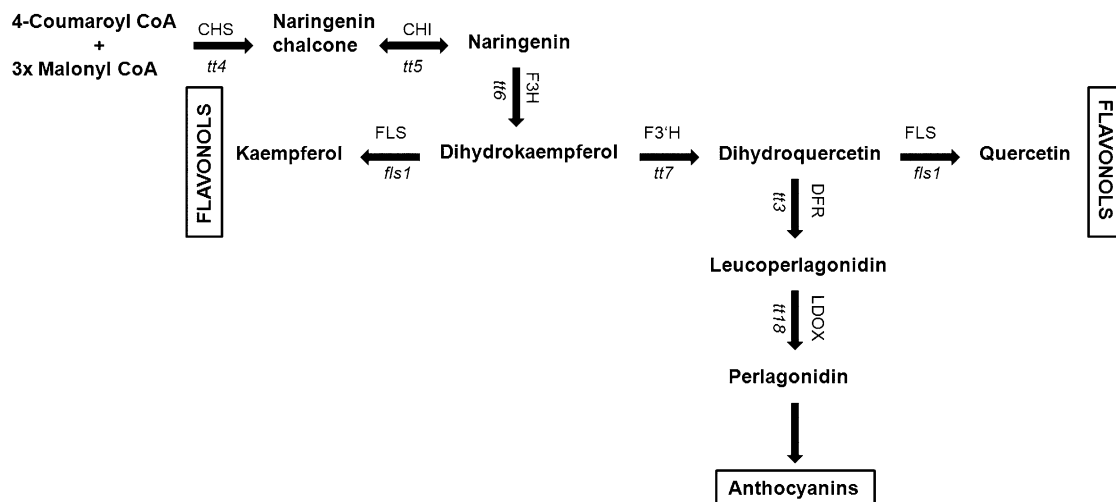 4-Coumaroyl CoA
+
3x Malonyl CoA
CHS
tt4
Naringenin
chalcone
CHI
tt5
Naringenin
F3H
tt6
FLAVONOLS
Kaempferol
FLS
fls1
Dihydrokaempferol
F3‘H
tt7
Dihydroquercetin
FLS
fls1
Quercetin
FLAVONOLS
DFR
tt3
Leucoperlagonidin
LDOX
tt18
Perlagonidin
Anthocyanins